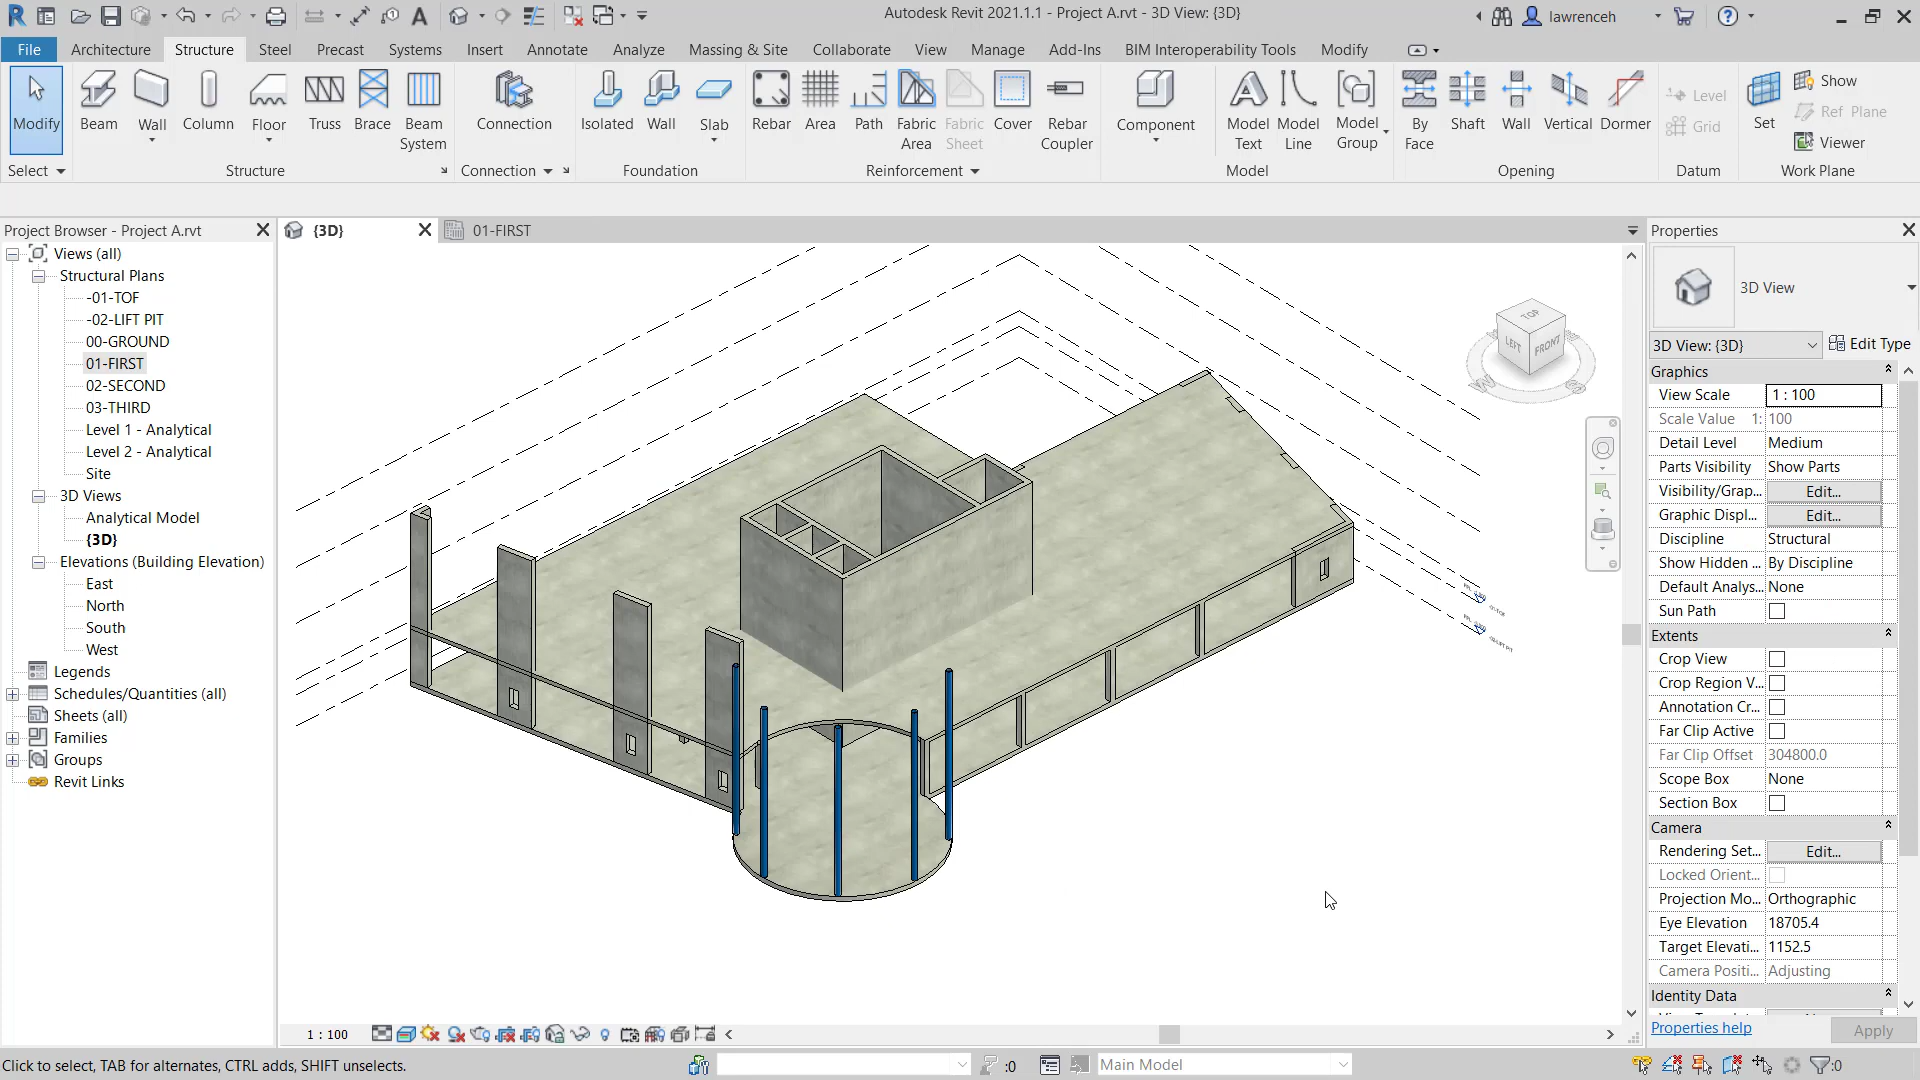 Autodesk Revit 2021.1.1 - Project A.rvt - 3D View: {3D}
lawrenceh
File Architecture Structure Steel Precast Systems Insert Annotate Analyze Massing & Site Collaborate View Manage Add-Ins BIM Interoperability Tools Modify
Modify
Beam
Wall
Column
Floor
Truss
Brace
Beam System
Connection
Isolated
Wall
Slab
Rebar
Area
Path
Fabric Area
Fabric Sheet
Cover
Rebar Coupler
Component
Model Text
Model Line
Model Group
By Face
Shaft
Wall
Vertical
Dormer
Level
Grid
Set
Show
Ref Plane
Viewer
Select
Structure
Connection
Foundation
Reinforcement
Model
Opening
Datum
Work Plane
Project Browser - Project A.rvt
Views (all)
Structural Plans
-01-TOF
-02-LIFT PIT
00-GROUND
01-FIRST
02-SECOND
03-THIRD
Level 1 - Analytical
Level 2 - Analytical
Site
3D Views
Analytical Model
{3D}
Elevations (Building Elevation)
East
North
South
West
Legends
Schedules/Quantities (all)
Sheets (all)
Families
Groups
Revit Links
{3D}
01-FIRST
TOP
LEFT
FRONT
W
S
Properties
3D View
3D View: {3D}
Edit Type
Graphics
View Scale 1 : 100
Scale Value 1: 100
Detail Level Medium
Parts Visibility Show Parts
Visibility/Grap... Edit...
Graphic Displ... Edit...
Discipline Structural
Show Hidden ... By Discipline
Default Analys... None
Sun Path
Extents
Crop View
Crop Region V...
Annotation Cr...
Far Clip Active
Far Clip Offset 304800.0
Scope Box None
Section Box
Camera
Rendering Set... Edit...
Locked Orient...
Projection Mo... Orthographic
Eye Elevation 18705.4
Target Elevati... 1152.5
Camera Positi... Adjusting
Identity Data
Properties help
Apply
1 : 100
Click to select, TAB for alternates, CTRL adds, SHIFT unselects.
:0
Main Model
:0